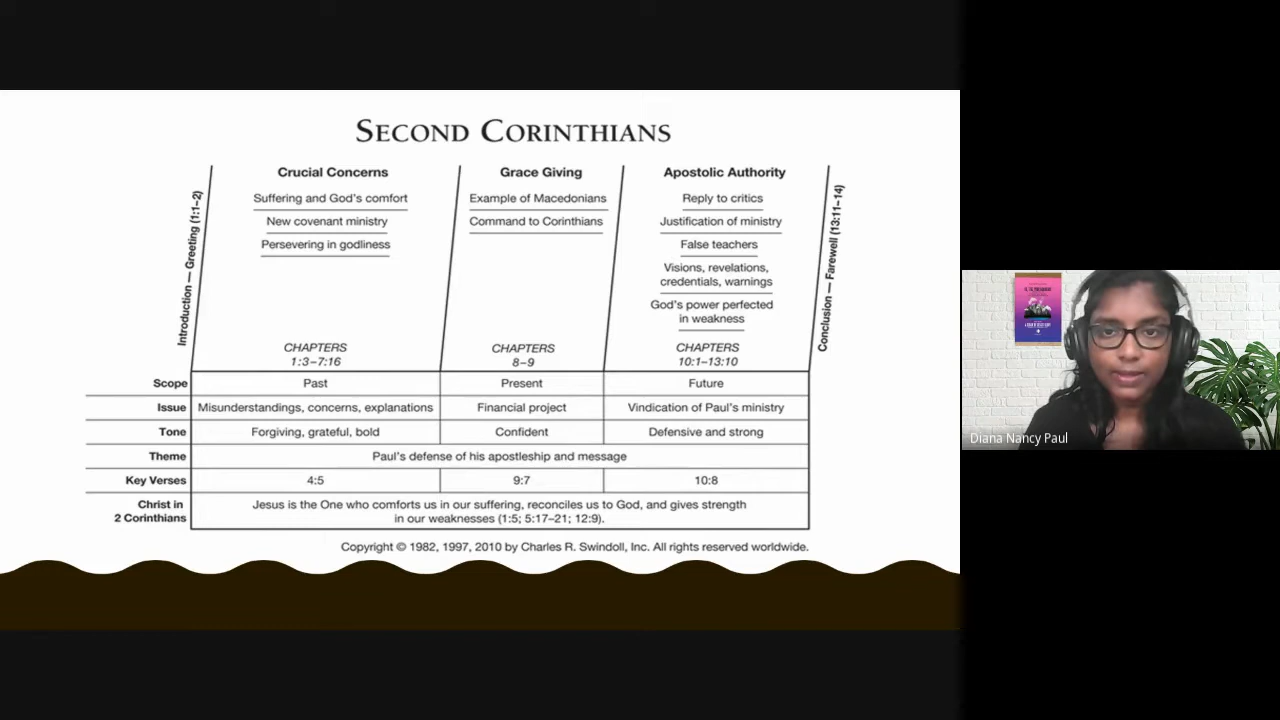 SECOND CORINTHIANS
Introduction — Greeting (1:1–2)
Crucial Concerns
Suffering and God's comfort
New covenant ministry
Persevering in godliness
CHAPTERS
1:3–7:16
Grace Giving
Example of Macedonians
Command to Corinthians
CHAPTERS
8–9
Apostolic Authority
Reply to critics
Justification of ministry
False teachers
Visions, revelations,
credentials, warnings
God's power perfected
in weakness
CHAPTERS
10:1–13:10
Conclusion — Farewell (13:11–14)
Scope Past Present Future
Issue Misunderstandings, concerns, explanations Financial project Vindication of Paul's ministry
Tone Forgiving, grateful, bold Confident Defensive and strong
Theme Paul's defense of his apostleship and message
Key Verses 4:5 9:7 10:8
Christ in
2 Corinthians
Jesus is the One who comforts us in our suffering, reconciles us to God, and gives strength
in our weaknesses (1:5; 5:17–21; 12:9).
Copyright © 1982, 1997, 2010 by Charles R. Swindoll, Inc. All rights reserved worldwide.
Diana Nancy Paul